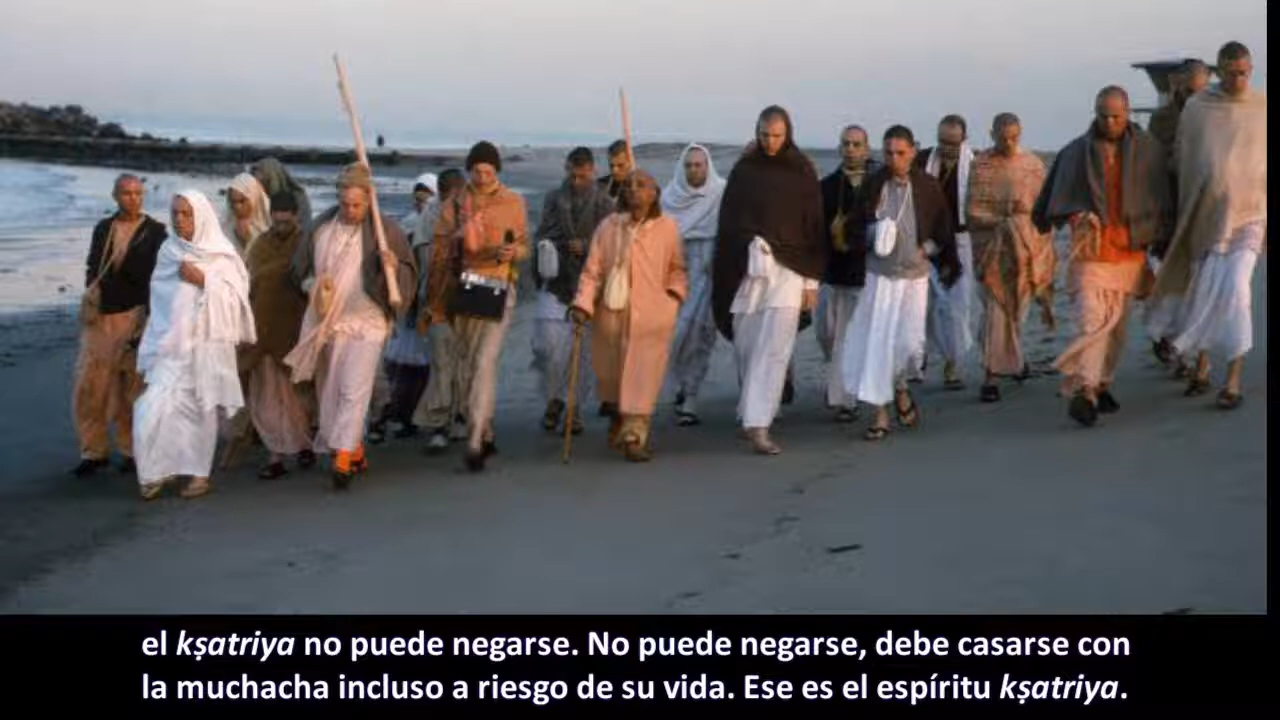 el kṣatriya no puede negarse. No puede negarse, debe casarse con
la muchacha incluso a riesgo de su vida. Ese es el espíritu kṣatriya.